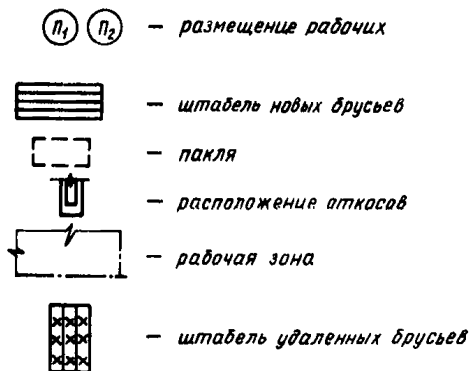 П1 П2 — размещение рабочих
— штабель новых брусьев
— пакля
— расположение откосов
— рабочая зона
— штабель удаленных брусьев